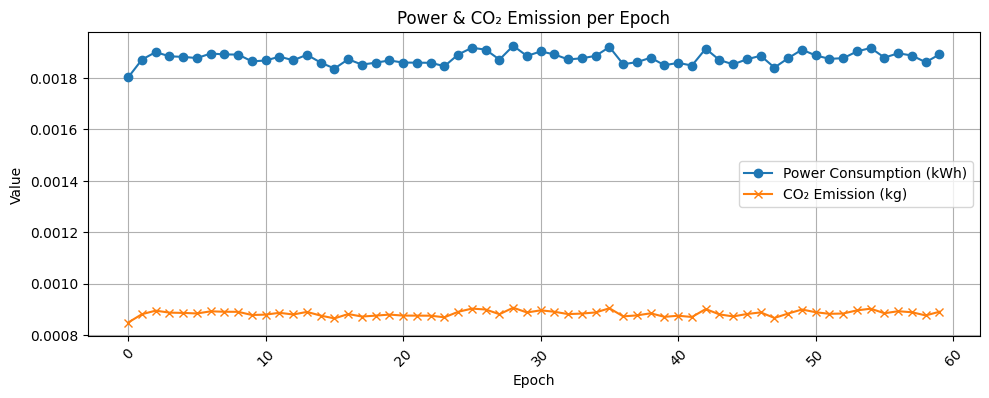 Power & CO₂ Emission per Epoch
Value
0.0018
0.0016
0.0014
0.0012
0.0010
0.0008
Power Consumption (kWh)
CO₂ Emission (kg)
0
10
20
30
40
50
60
Epoch